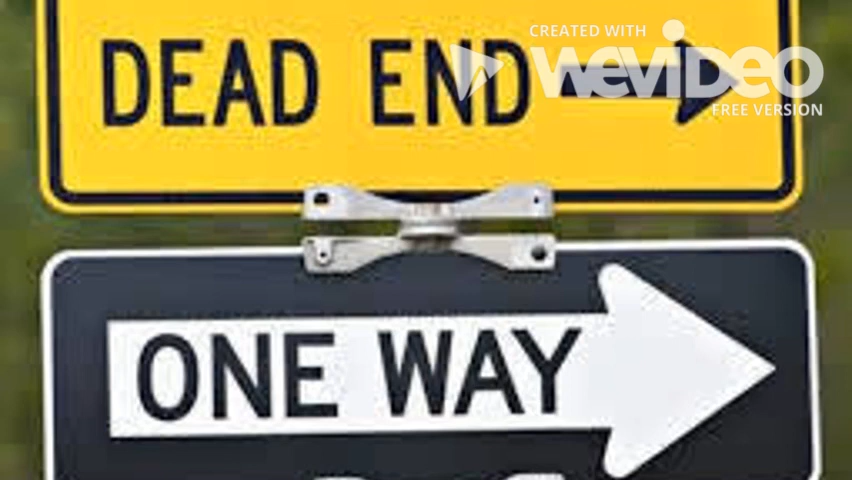 CREATED WITH
WEVIDEO
FREE VERSION
DEAD END
ONE WAY